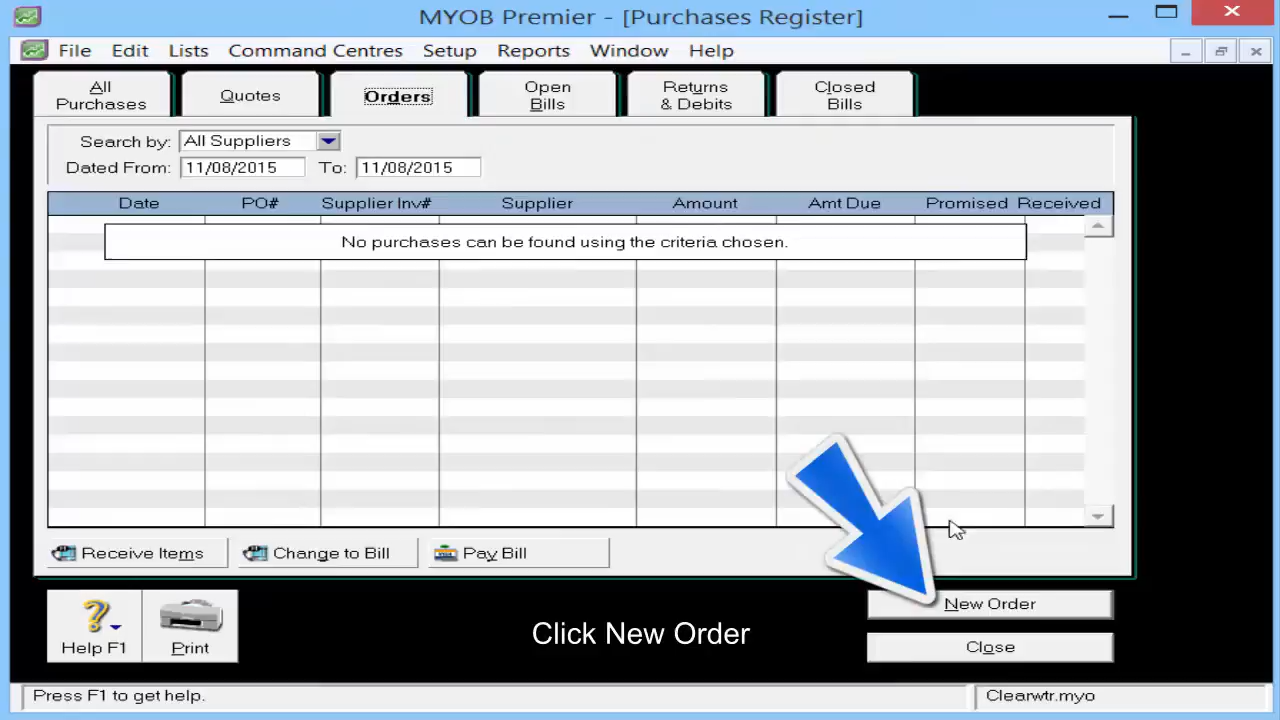 MYOB Premier - [Purchases Register]
File Edit Lists Command Centres Setup Reports Window Help
All Purchases
Quotes
Orders
Open Bills
Returns & Debits
Closed Bills
Search by: All Suppliers
Dated From: 11/08/2015 To: 11/08/2015
Date PO# Supplier Inv# Supplier Amount Amt Due Promised Received
No purchases can be found using the criteria chosen.
Receive Items Change to Bill Pay Bill
New Order
Click New Order
Help F1 Print Close
Press F1 to get help. Clearwtr.myo